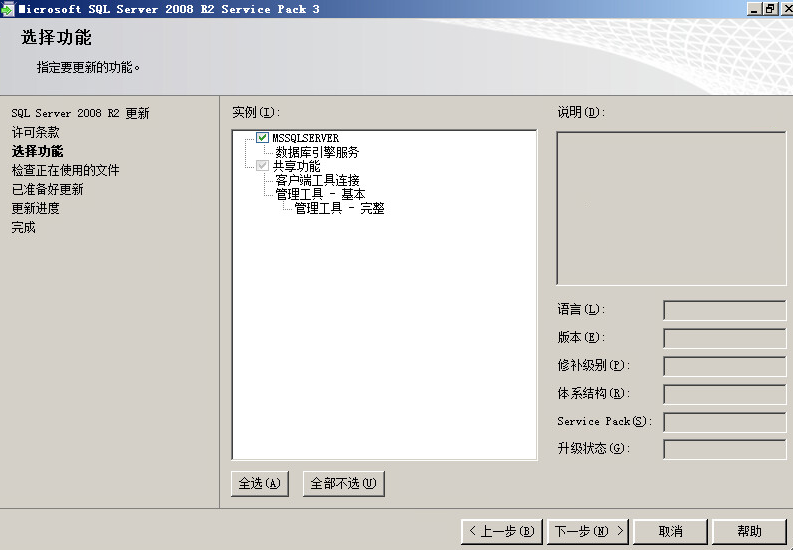 Microsoft SQL Server 2008 R2 Service Pack 3
选择功能
指定要更新的功能。
SQL Server 2008 R2 更新
许可条款
选择功能
检查正在使用的文件
已准备好更新
更新进度
完成
实例(I):
MSSQLSERVER
数据库引擎服务
共享功能
客户端工具连接
管理工具 - 基本
管理工具 - 完整
全选(A)
全部不选(U)
说明(D):
语言(L):
版本(E):
修补级别(P):
体系结构(R):
Service Pack(S):
升级状态(G):
< 上一步(B)
下一步(N) >
取消
帮助